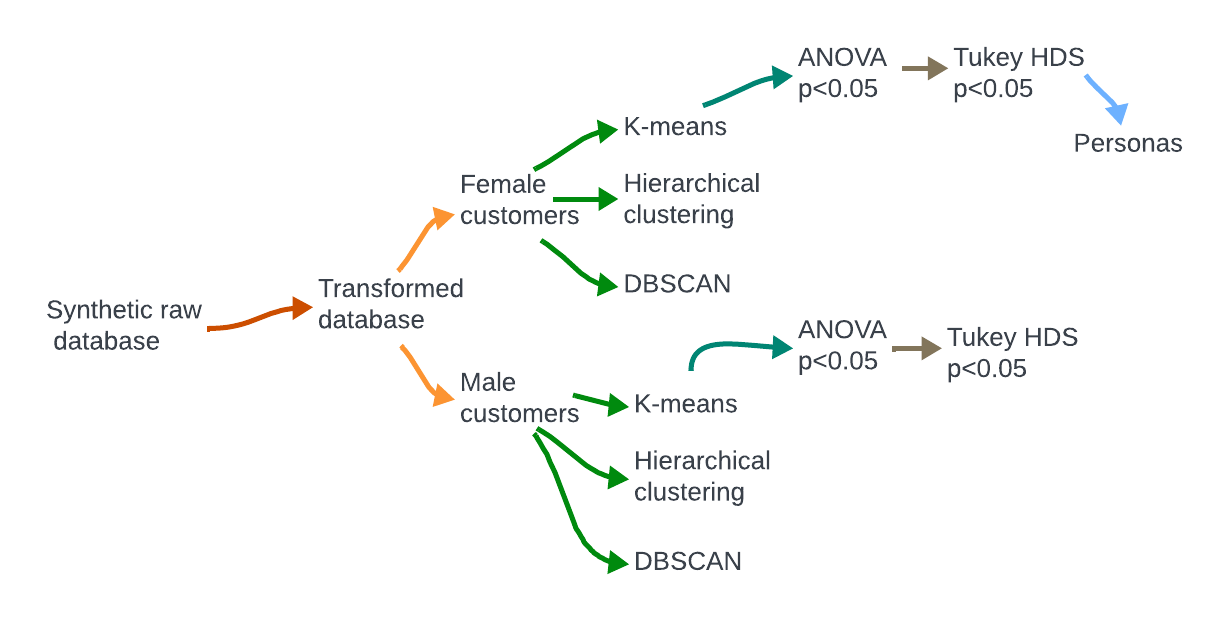 Synthetic raw
database
Transformed
database
Female
customers
K-means
ANOVA
p<0.05
Tukey HDS
p<0.05
Personas
Hierarchical
clustering
DBSCAN
Male
customers
K-means
ANOVA
p<0.05
Tukey HDS
p<0.05
Hierarchical
clustering
DBSCAN